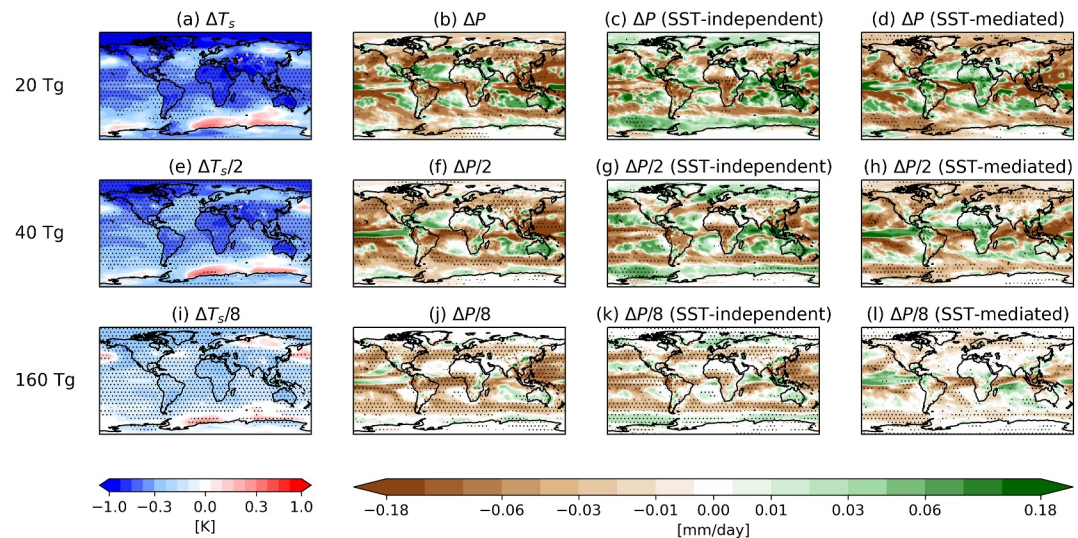 (a) ΔTₛ
(b) ΔP
(c) ΔP (SST-independent)
(d) ΔP (SST-mediated)
20 Tg
(e) ΔTₛ/2
(f) ΔP/2
(g) ΔP/2 (SST-independent)
(h) ΔP/2 (SST-mediated)
40 Tg
(i) ΔTₛ/8
(j) ΔP/8
(k) ΔP/8 (SST-independent)
(l) ΔP/8 (SST-mediated)
160 Tg
−1.0 −0.3 0.0 0.3 1.0
[K]
−0.18 −0.06 −0.03 −0.01 0.00 0.01 0.03 0.06 0.18
[mm/day]